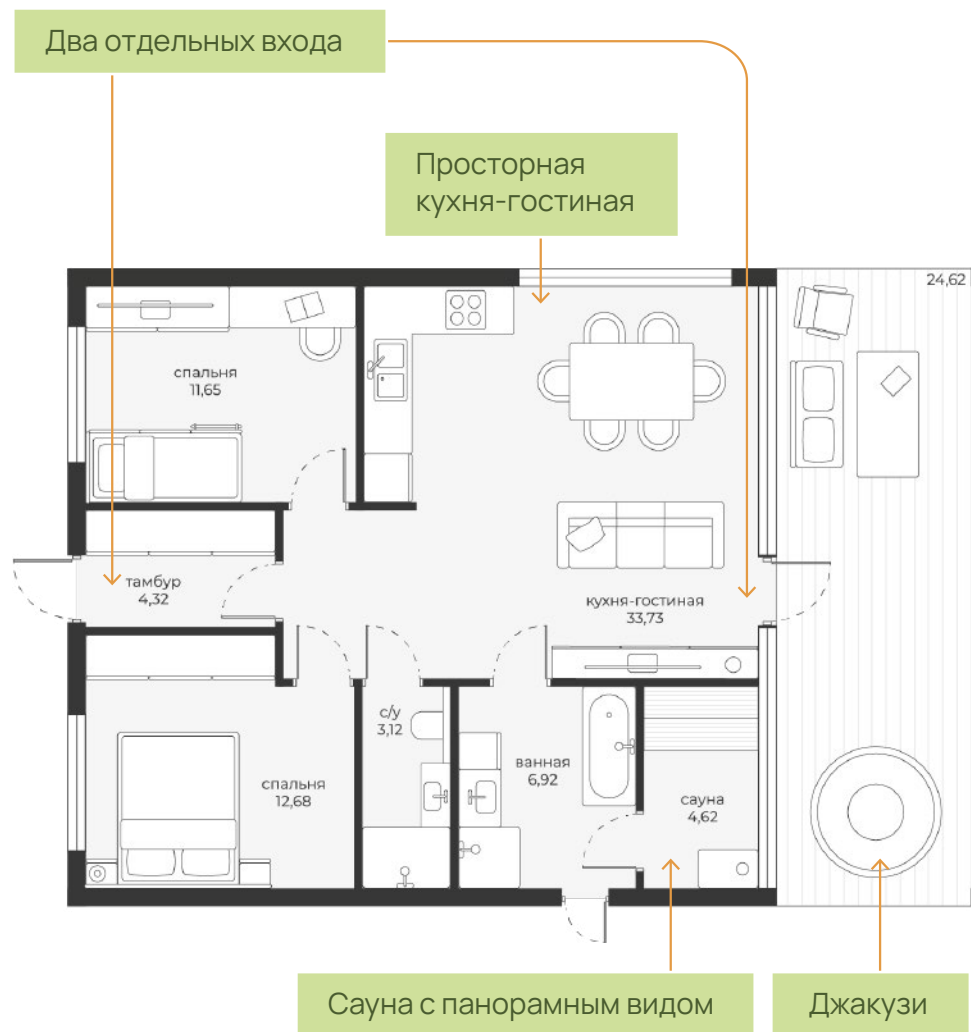 Два отдельных входа
Просторная
кухня-гостиная
24,62
спальня
11,65
тамбур
4,32
кухня-гостиная
33,73
с/у
3,12
ванная
6,92
спальня
12,68
сауна
4,62
Сауна с панорамным видом
Джакузи